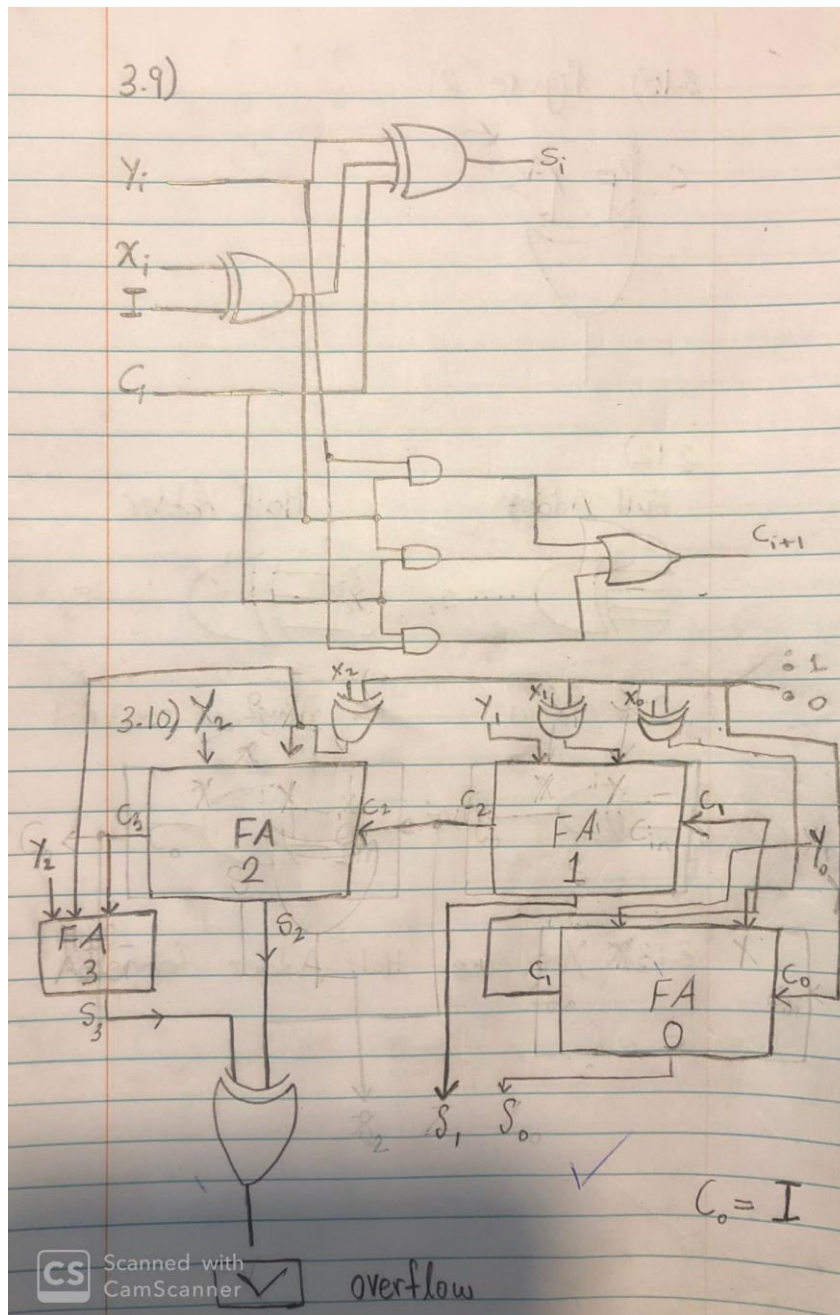 3.9)
Yi
Si
Xi
I
Ci
Ci+1
X2
1
3.10) Y2
Y1
X1
X0
0
C3
FA
2
C2
C2
FA
1
C1
Y0
Y2
FA
3
S2
C1
FA
0
C0
S3
S1
S0
C0 = I
overflow
CS
Scanned with
CamScanner